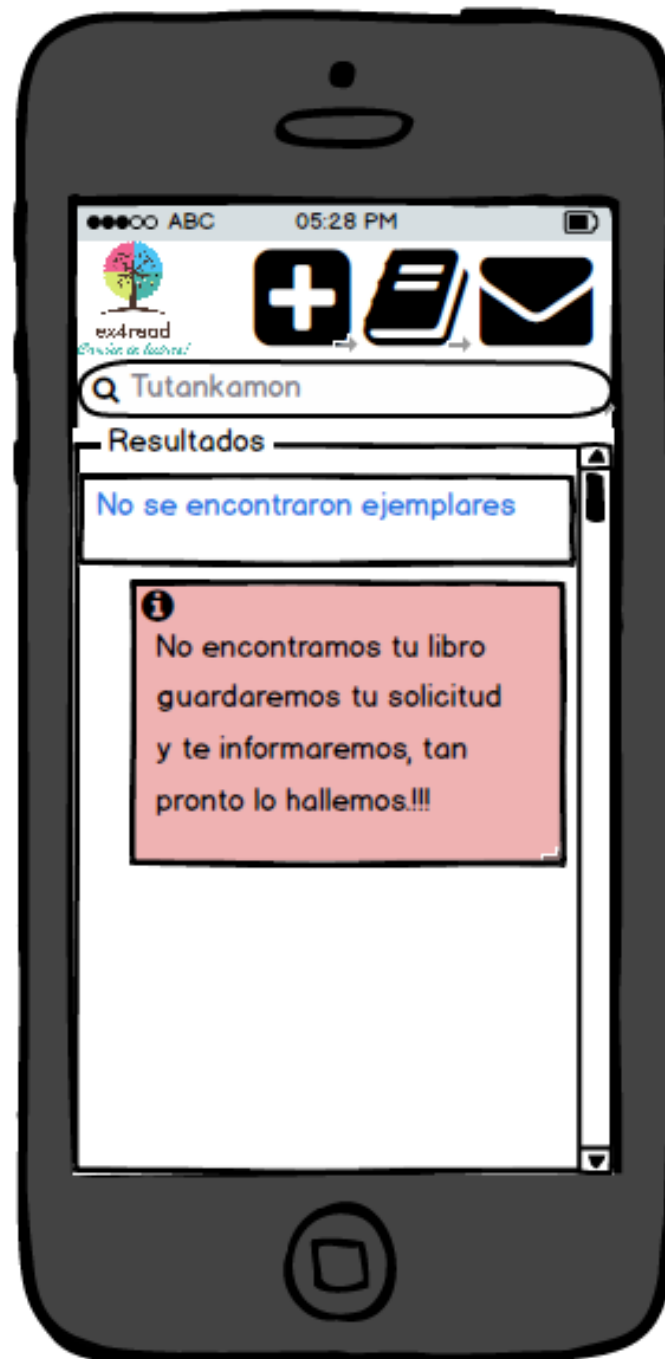 ABC 05:28 PM
ex4read
Tutankamon
Resultados
No se encontraron ejemplares
No encontramos tu libro
guardaremos tu solicitud
y te informaremos, tan
pronto lo hallemos.!!!